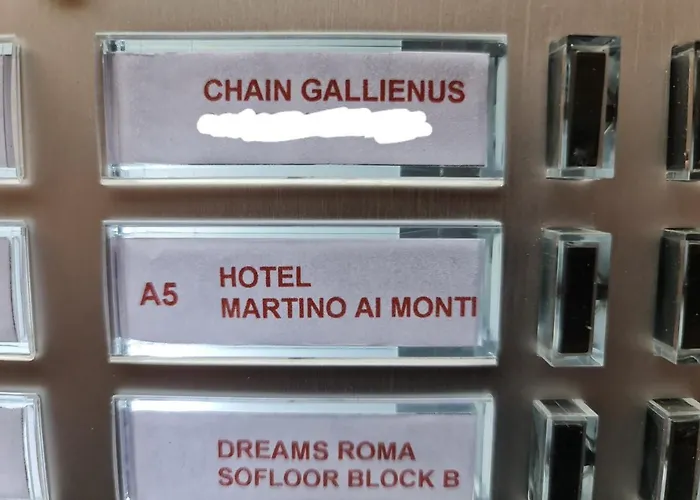 CHAIN GALLIENUS
A5 HOTEL
MARTINO AI MONTI
DREAMS ROMA
SOFLOOR BLOCK B